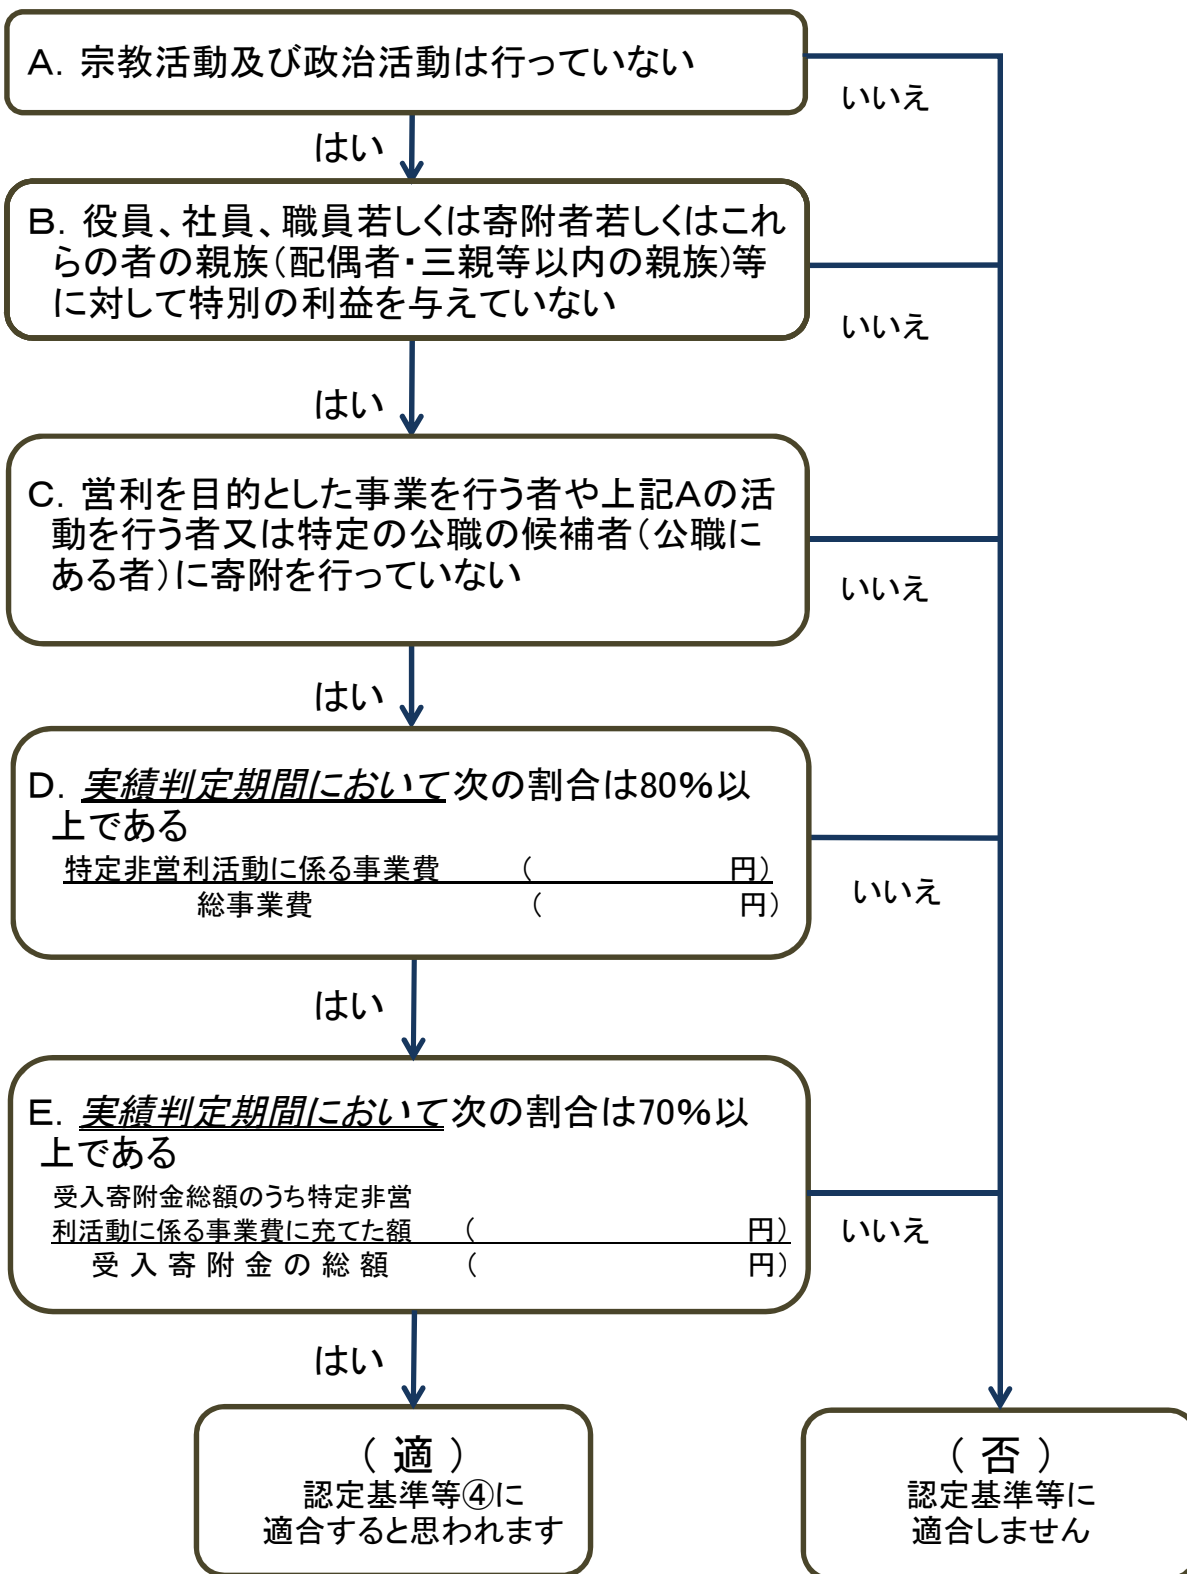 A. 宗教活動及び政治活動は行っていない
いいえ
はい
B. 役員、社員、職員若しくは寄附者若しくはこれ
らの者の親族(配偶者・三親等以内の親族)等
に対して特別の利益を与えていない
いいえ
はい
C. 営利を目的とした事業を行う者や上記Aの活
動を行う者又は特定の公職の候補者(公職に
ある者)に寄附を行っていない
いいえ
はい
D. 実績判定期間において次の割合は80%以
上である
特定非営利活動に係る事業費 ( 円)
総事業費 ( 円)
いいえ
はい
E. 実績判定期間において次の割合は70%以
上である
受入寄附金総額のうち特定非営
利活動に係る事業費に充てた額 ( 円)
受入寄附金の総額 ( 円)
いいえ
はい
(適)
認定基準等④に
適合すると思われます
(否)
認定基準等に
適合しません